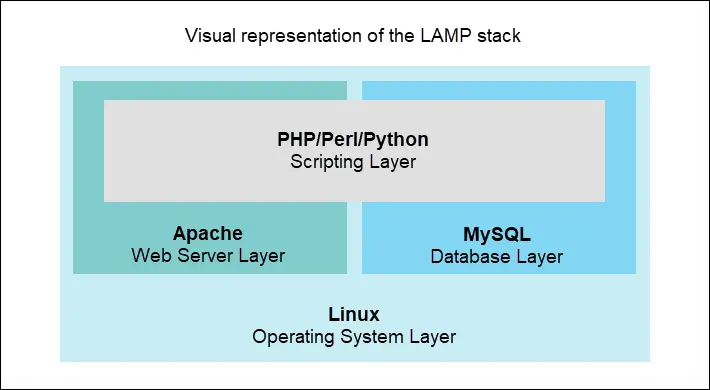 Visual representation of the LAMP stack
PHP/Perl/Python
Scripting Layer
Apache
Web Server Layer
MySQL
Database Layer
Linux
Operating System Layer